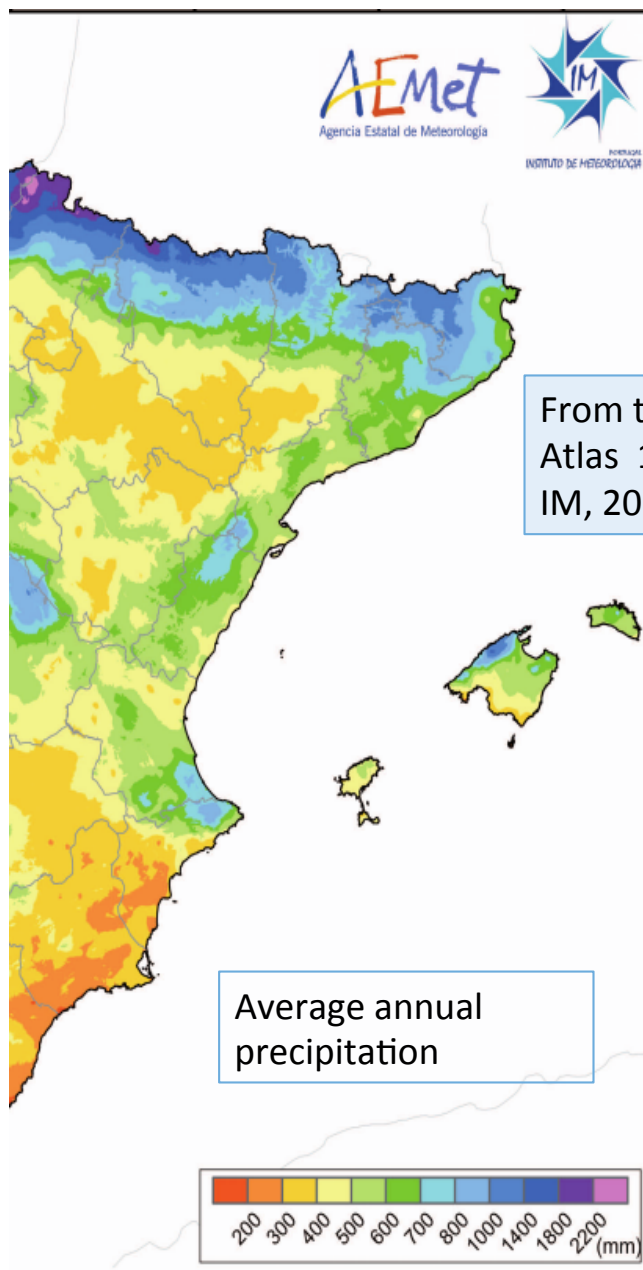 AEMet
Agencia Estatal de Meteorología
IM
PORTUGAL
INSTITUTO DE METEOROLOGIA
From t
Atlas 1
IM, 20
Average annual
precipitation
200 300 400 500 600 700 800 1000 1400 1800 2200 (mm)